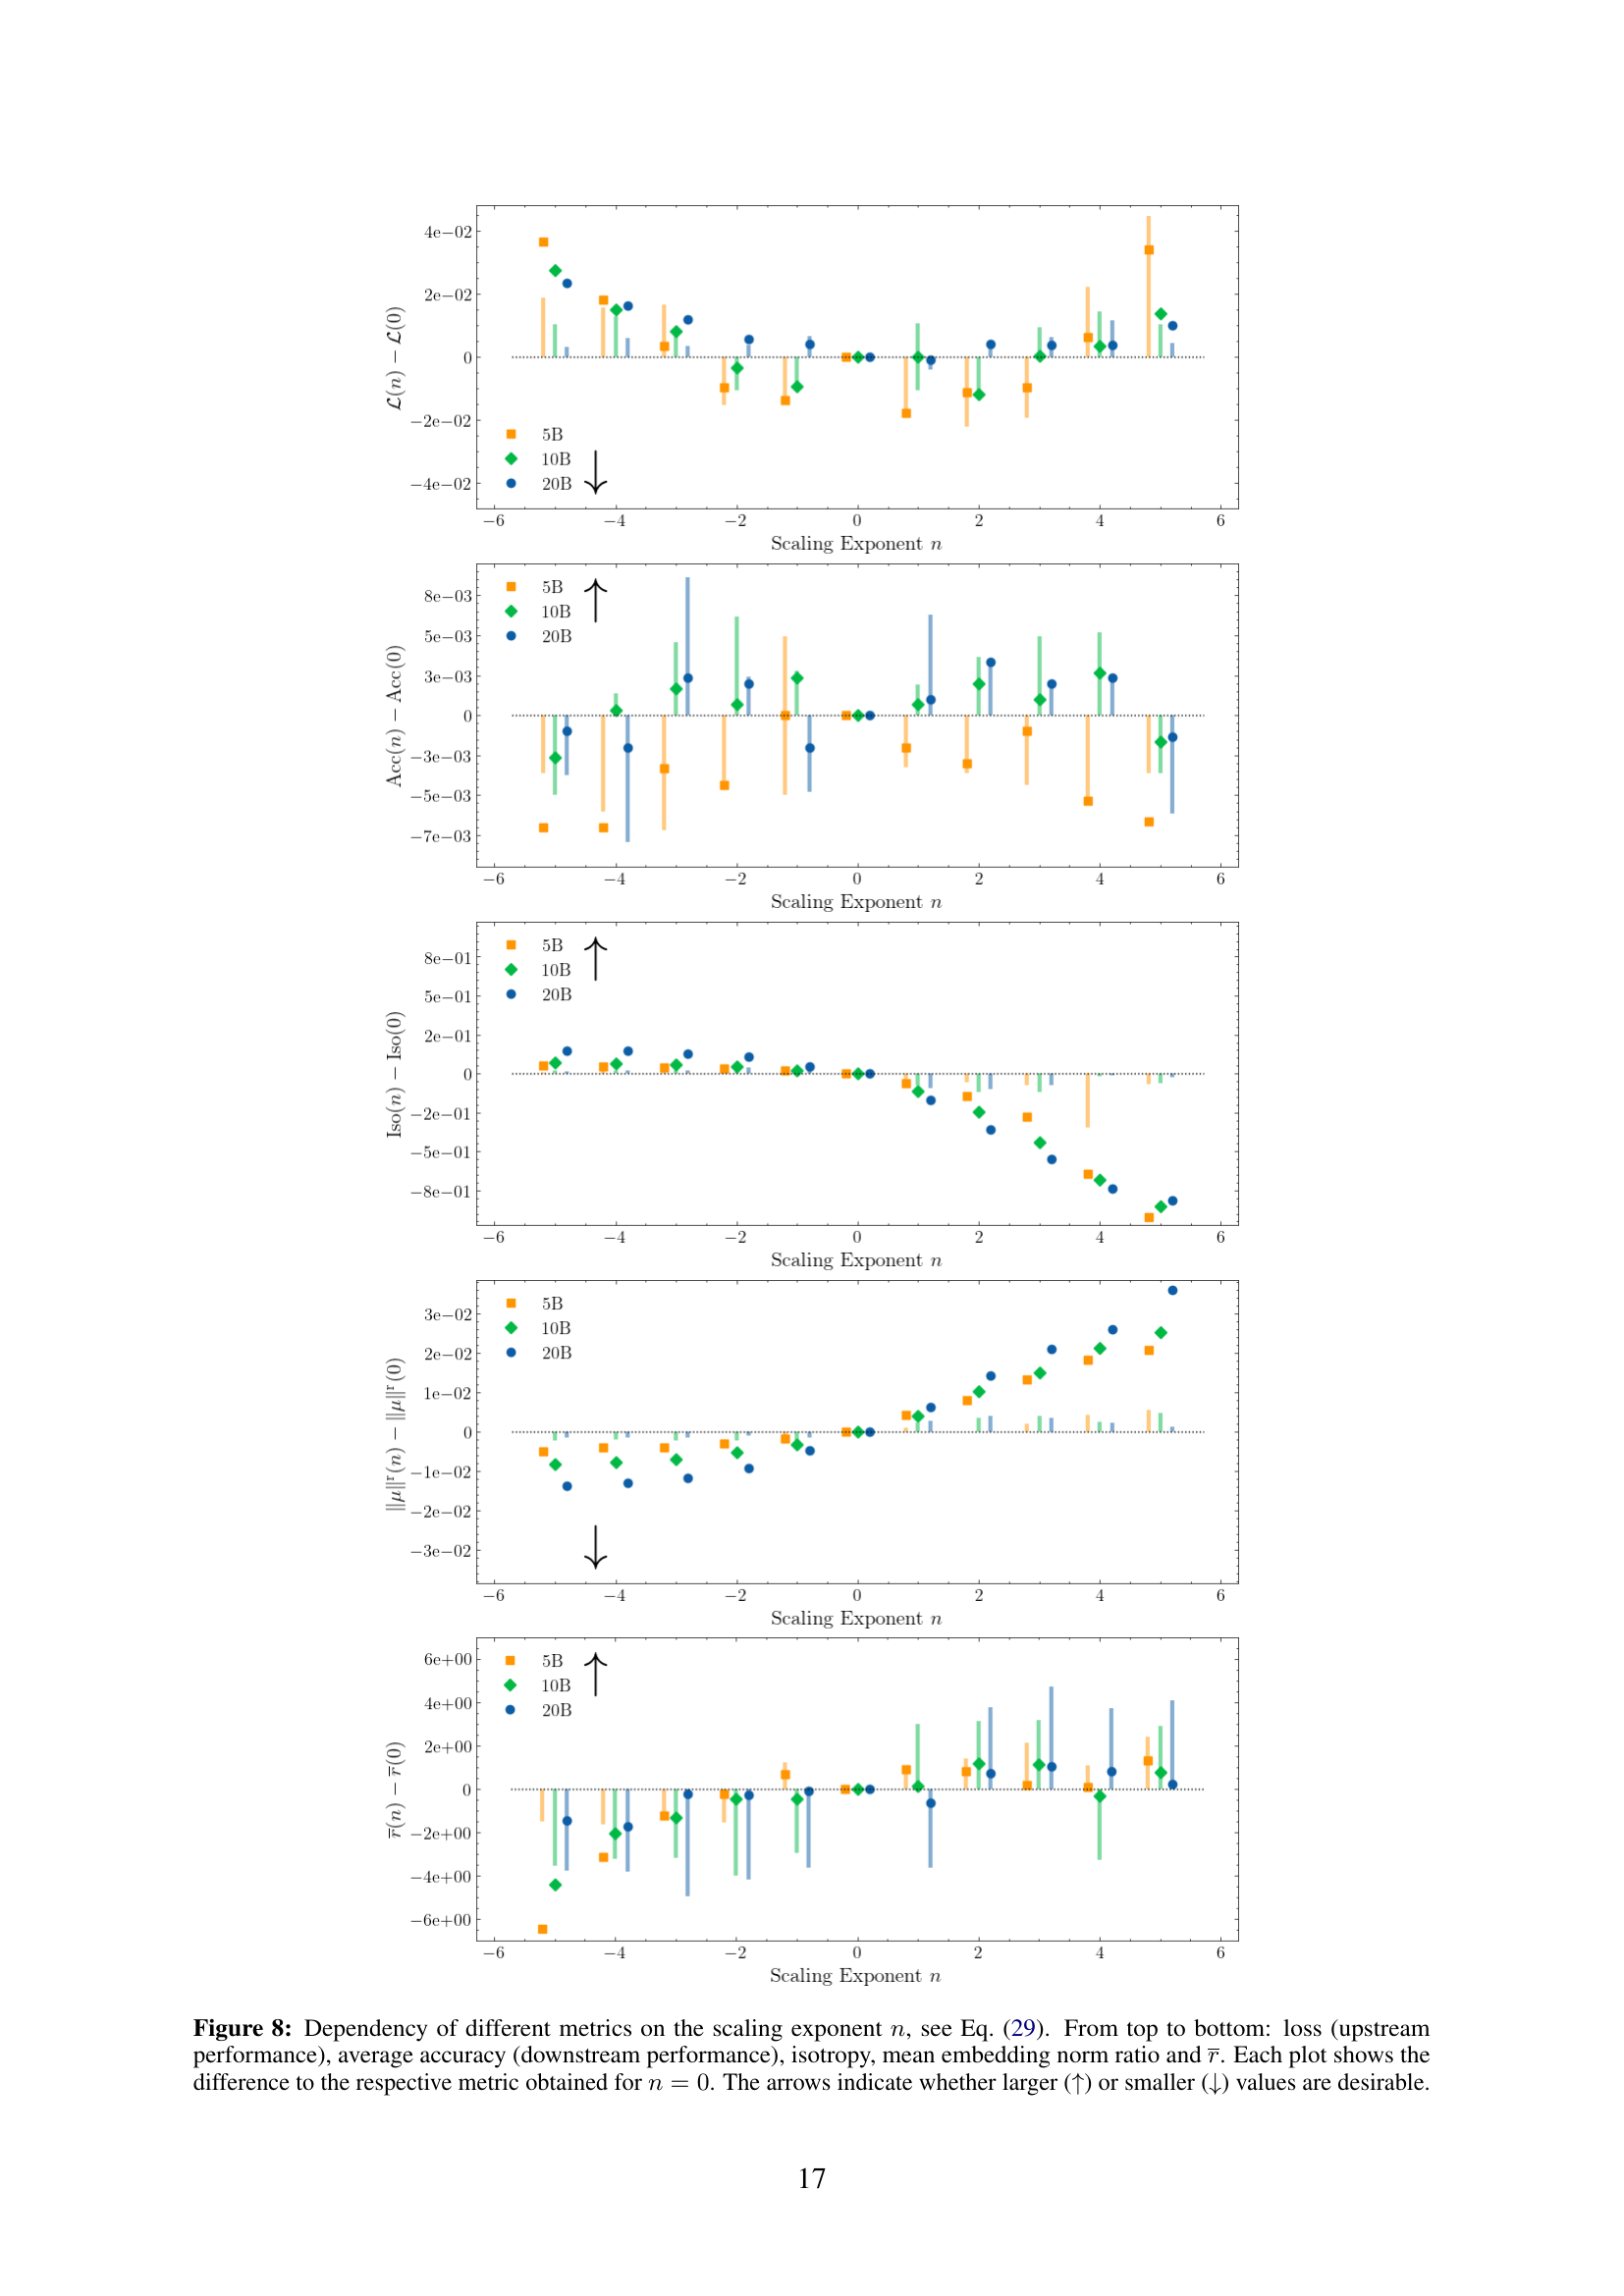 4e−02
2e−02
0
−2e−02
−4e−02
ℒ(n) − ℒ(0)
5B
10B
20B
−6 −4 −2 0 2 4 6
Scaling Exponent n
8e−03
5e−03
3e−03
0
−3e−03
−5e−03
−7e−03
Acc(n) − Acc(0)
5B
10B
20B
−6 −4 −2 0 2 4 6
Scaling Exponent n
8e−01
5e−01
2e−01
0
−2e−01
−5e−01
−8e−01
Iso(n) − Iso(0)
5B
10B
20B
−6 −4 −2 0 2 4 6
Scaling Exponent n
3e−02
2e−02
1e−02
0
−1e−02
−2e−02
−3e−02
‖μ‖ʳ(n) − ‖μ‖ʳ(0)
5B
10B
20B
−6 −4 −2 0 2 4 6
Scaling Exponent n
6e+00
4e+00
2e+00
0
−2e+00
−4e+00
−6e+00
r̅(n) − r̅(0)
5B
10B
20B
−6 −4 −2 0 2 4 6
Scaling Exponent n
Figure 8: Dependency of different metrics on the scaling exponent n, see Eq. (29). From top to bottom: loss (upstream
performance), average accuracy (downstream performance), isotropy, mean embedding norm ratio and r̅. Each plot shows the
difference to the respective metric obtained for n = 0. The arrows indicate whether larger (↑) or smaller (↓) values are desirable.
17